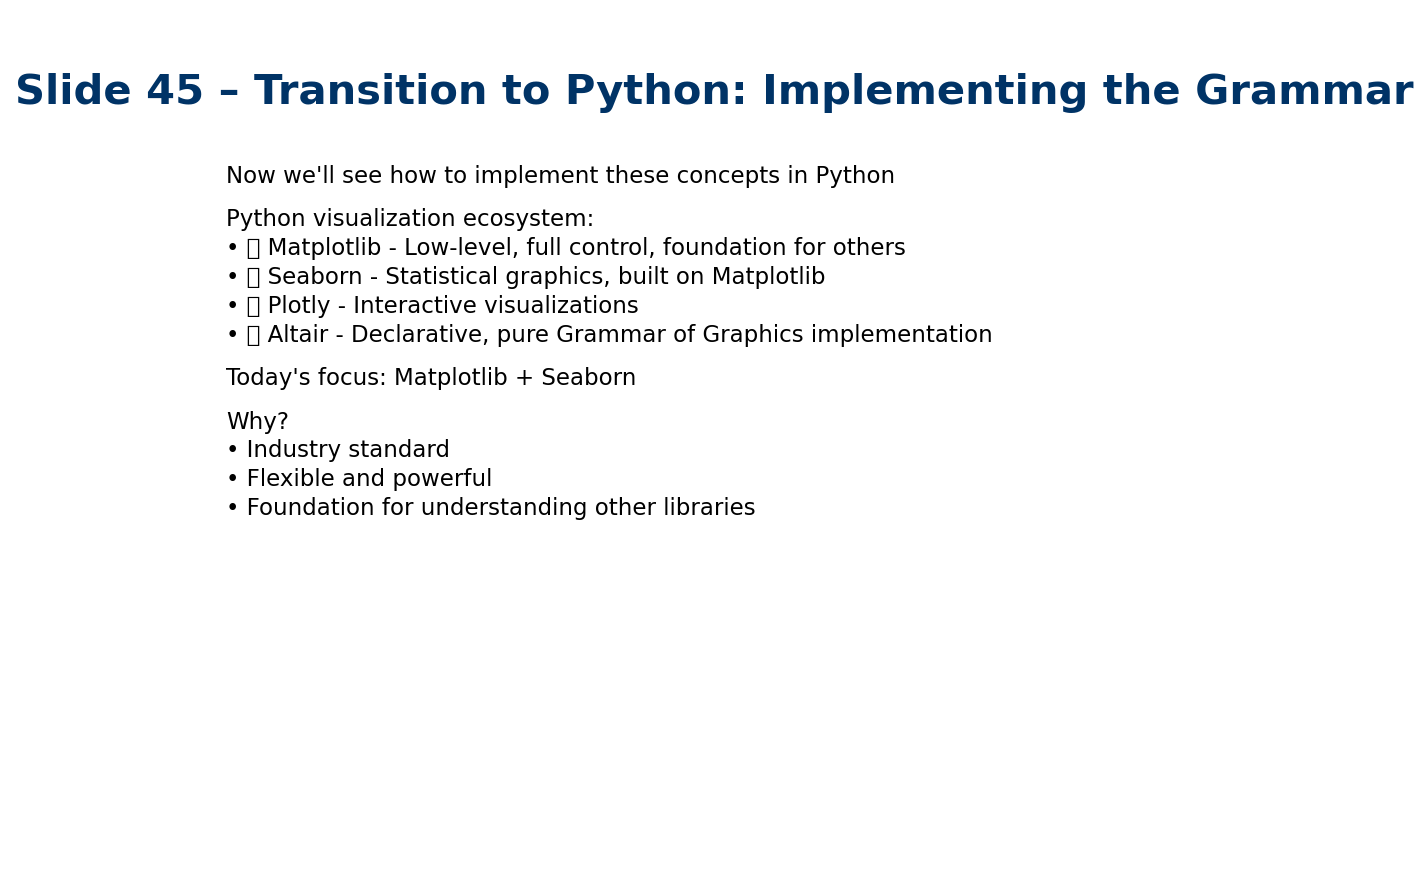 Slide 45 – Transition to Python: Implementing the Grammar
Now we'll see how to implement these concepts in Python
Python visualization ecosystem:
• Matplotlib - Low-level, full control, foundation for others
• Seaborn - Statistical graphics, built on Matplotlib
• Plotly - Interactive visualizations
• Altair - Declarative, pure Grammar of Graphics implementation
Today's focus: Matplotlib + Seaborn
Why?
• Industry standard
• Flexible and powerful
• Foundation for understanding other libraries